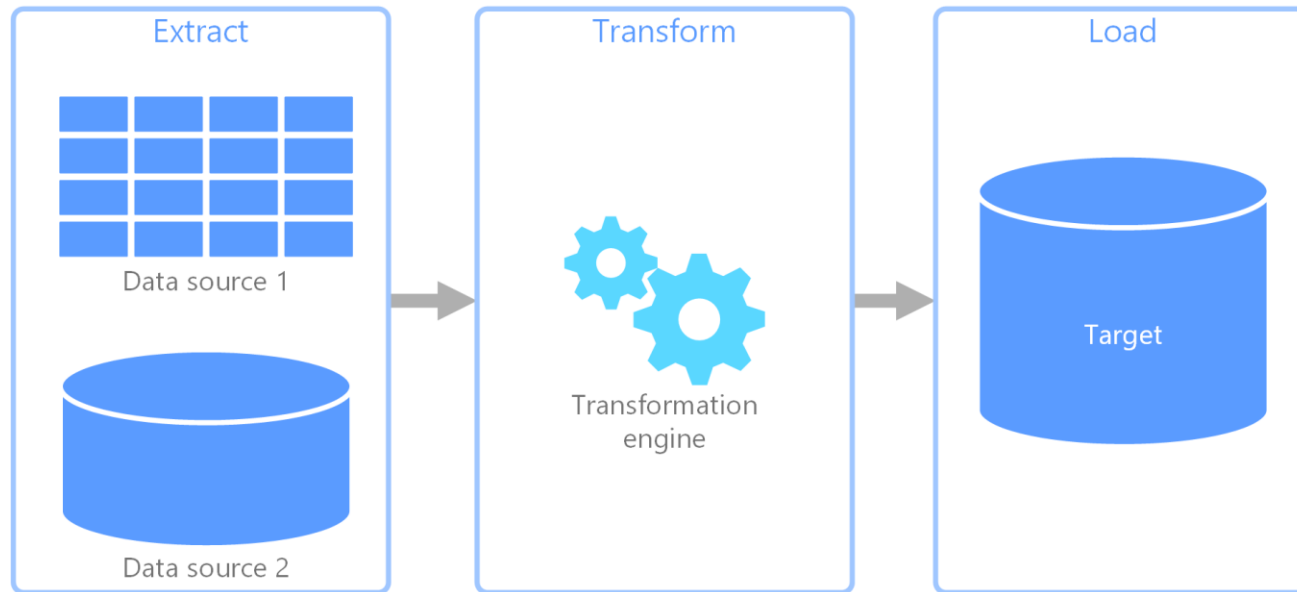 Extract
Data source 1
Data source 2
Transform
Transformation
engine
Load
Target